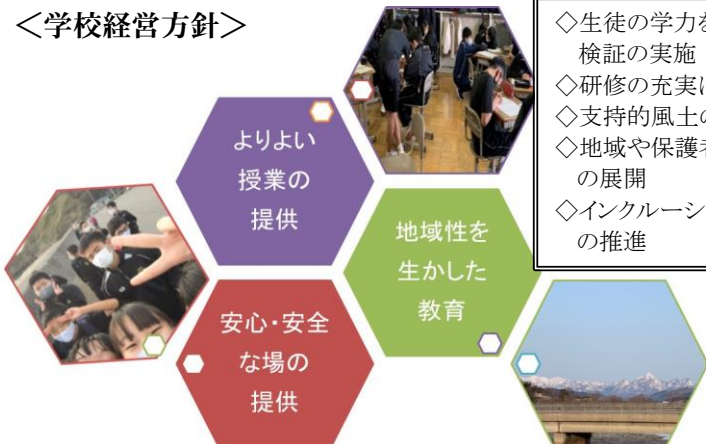 ＜学校経営方針＞
よりよい
授業の
提供
地域性を
生かした
教育
安心・安全
な場の
提供
◇生徒の学力を
検証の実施
◇研修の充実
◇支持的風土の
◇地域や保護者
の展開
◇インクルーシ
の推進